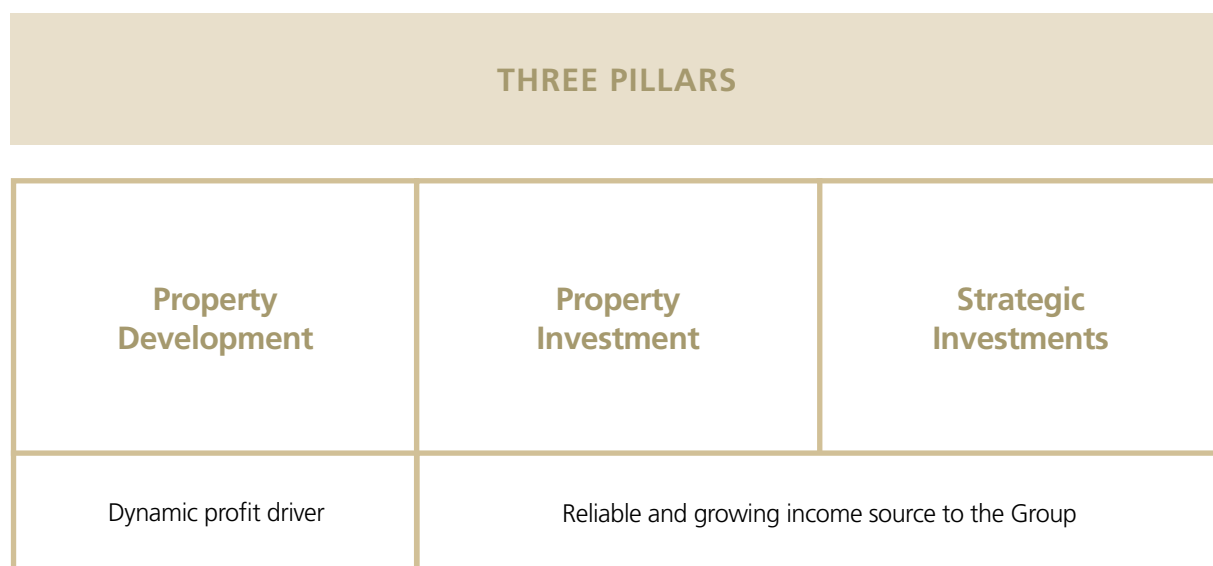 THREE PILLARS
Property
Development
Property
Investment
Strategic
Investments
Dynamic profit driver
Reliable and growing income source to the Group